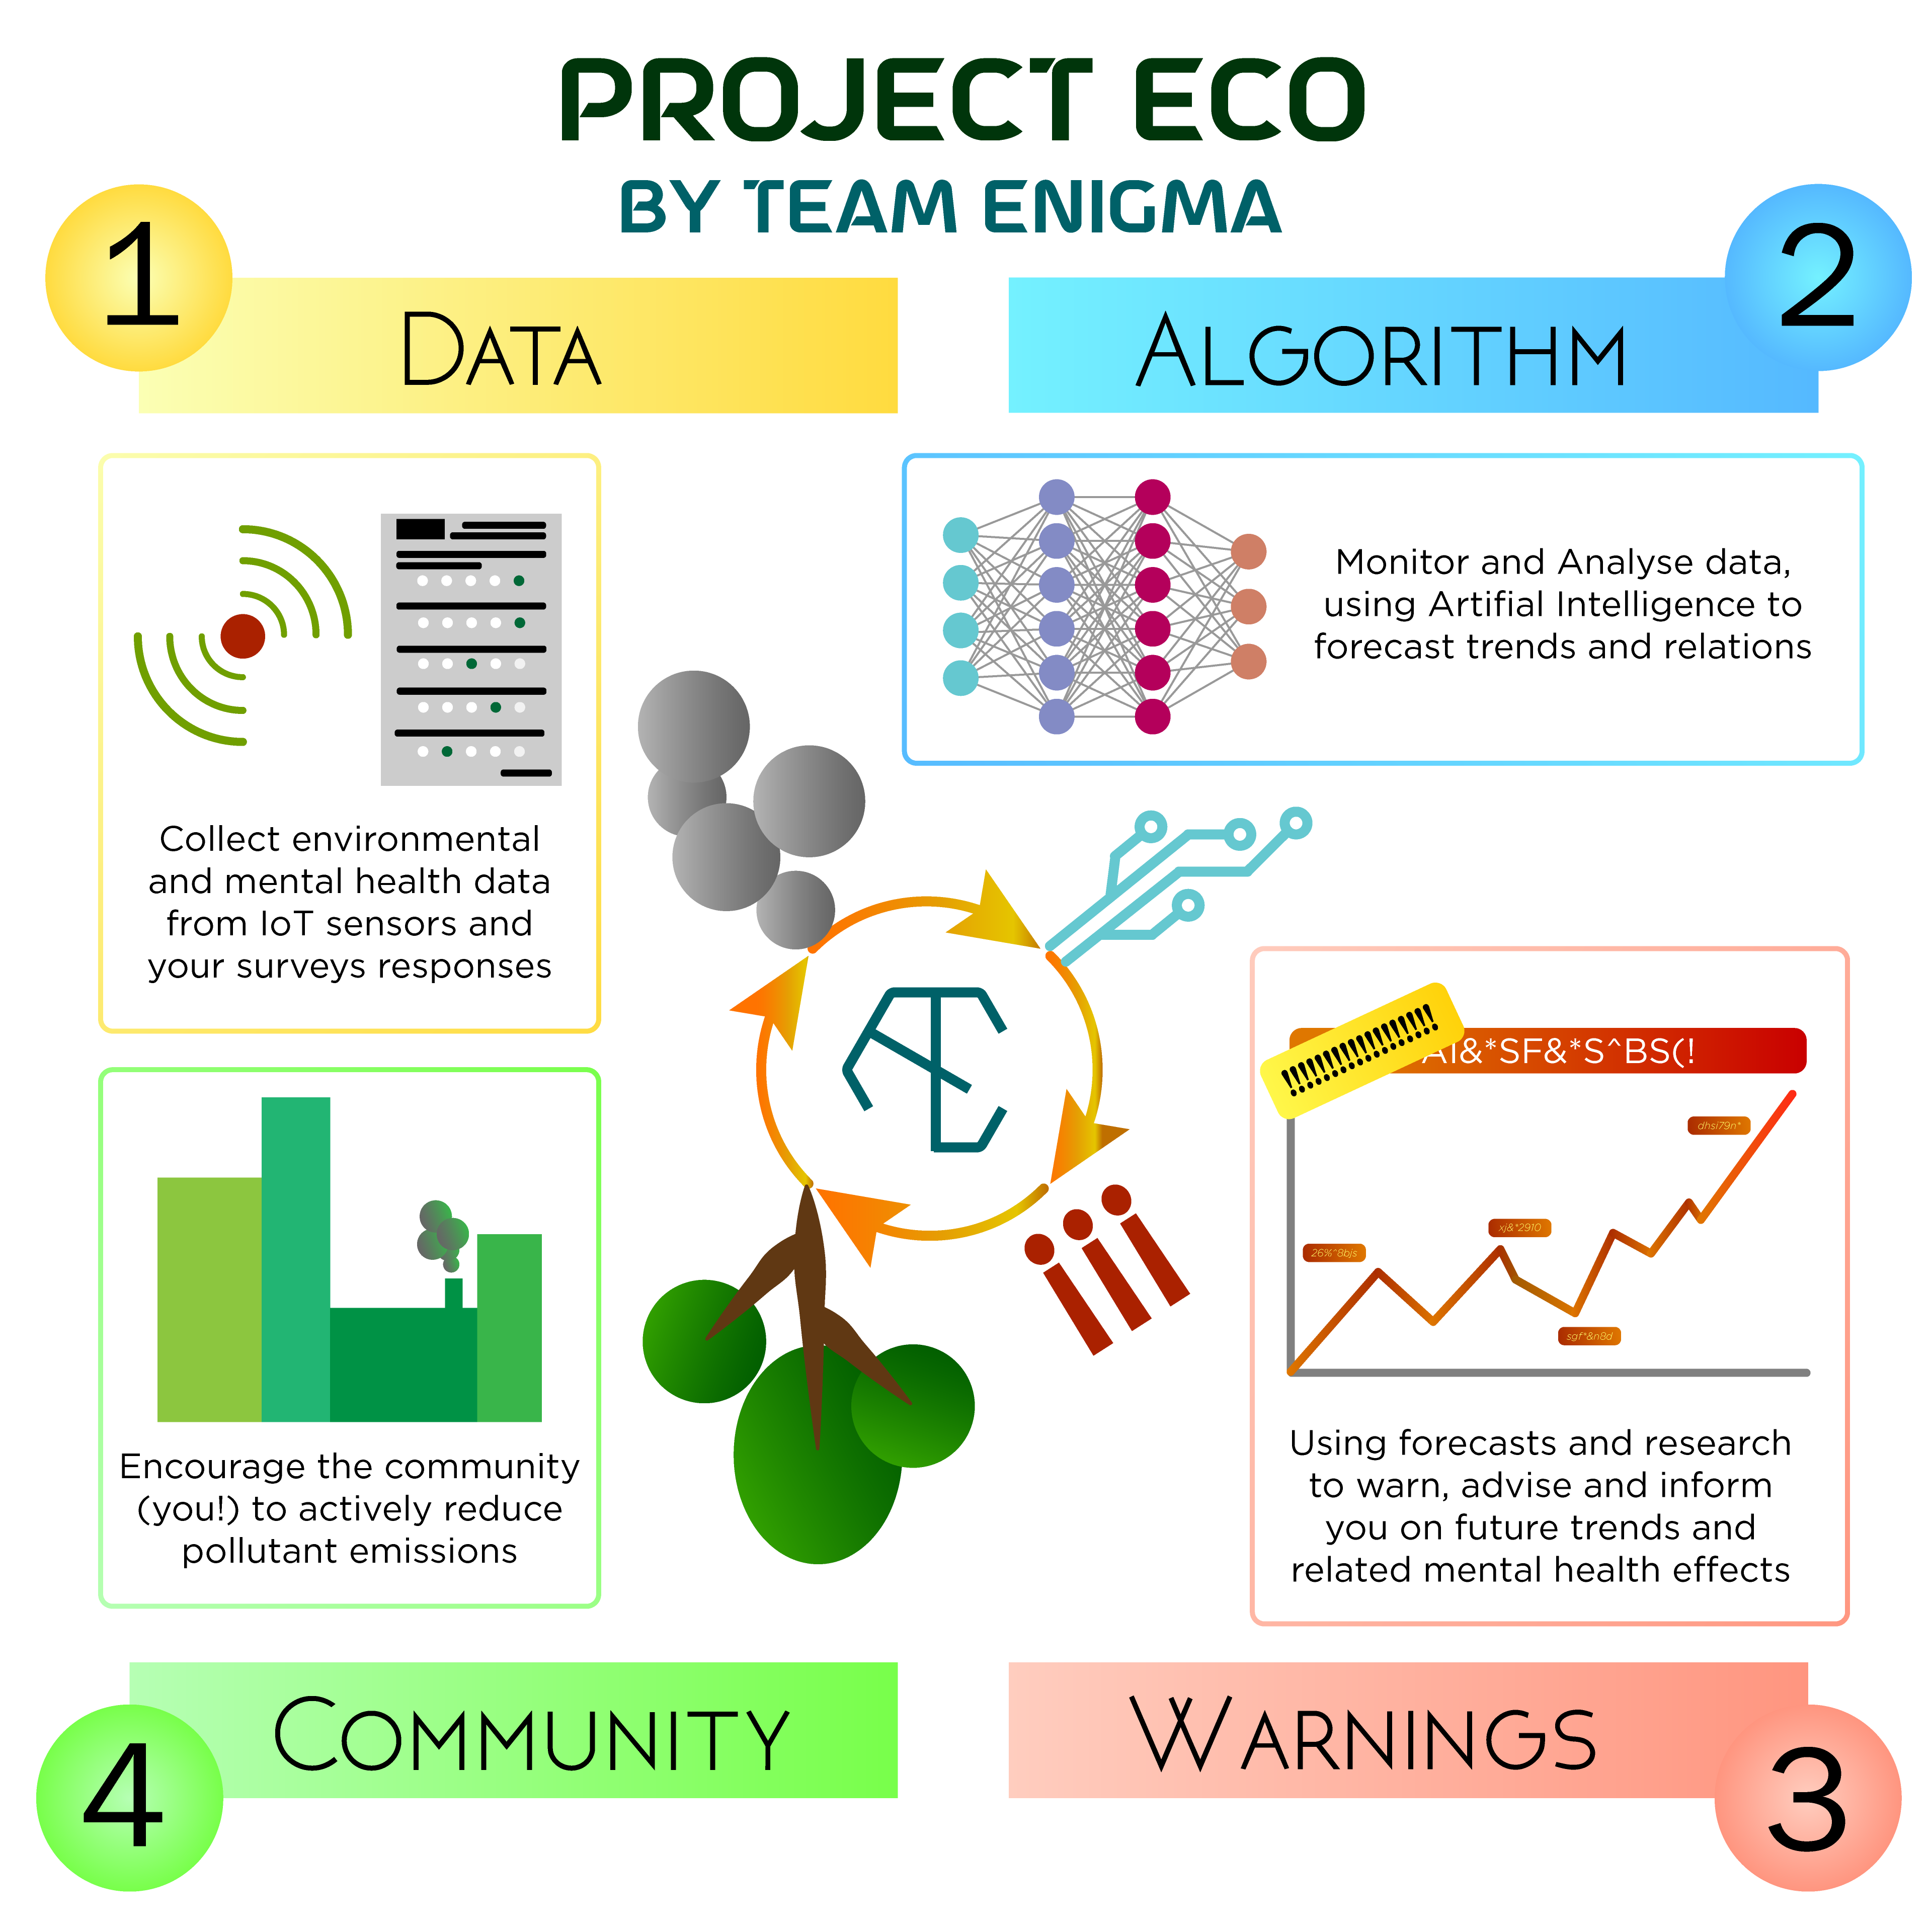 PROJECT ECO
BY TEAM ENIGMA
1
DATA
2
ALGORITHM
Collect environmental
and mental health data
from IoT sensors and
your surveys responses
Monitor and Analyse data,
using Artifial Intelligence to
forecast trends and relations
!!!!!!!!!!!!!!!!!!
AI&*SF&*S^BS(!
dhsi79n*
xj&*2910
26%^8bjs
sgf*&n8d
Using forecasts and research
to warn, advise and inform
you on future trends and
related mental health effects
Encourage the community
(you!) to actively reduce
pollutant emissions
4
COMMUNITY
WARNINGS
3